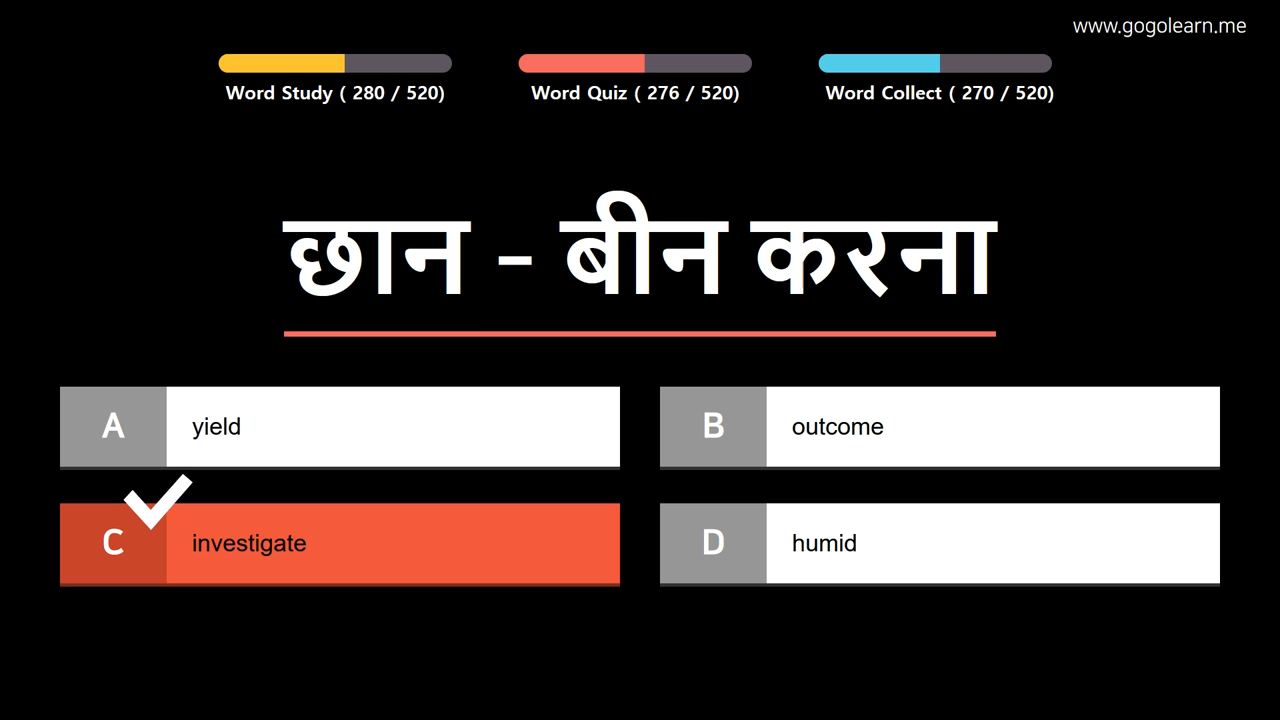 www.gogolearn.me
Word Study ( 280 / 520)
Word Quiz ( 276 / 520)
Word Collect ( 270 / 520)
छान - बीन करना
A yield
B outcome
C investigate
D humid